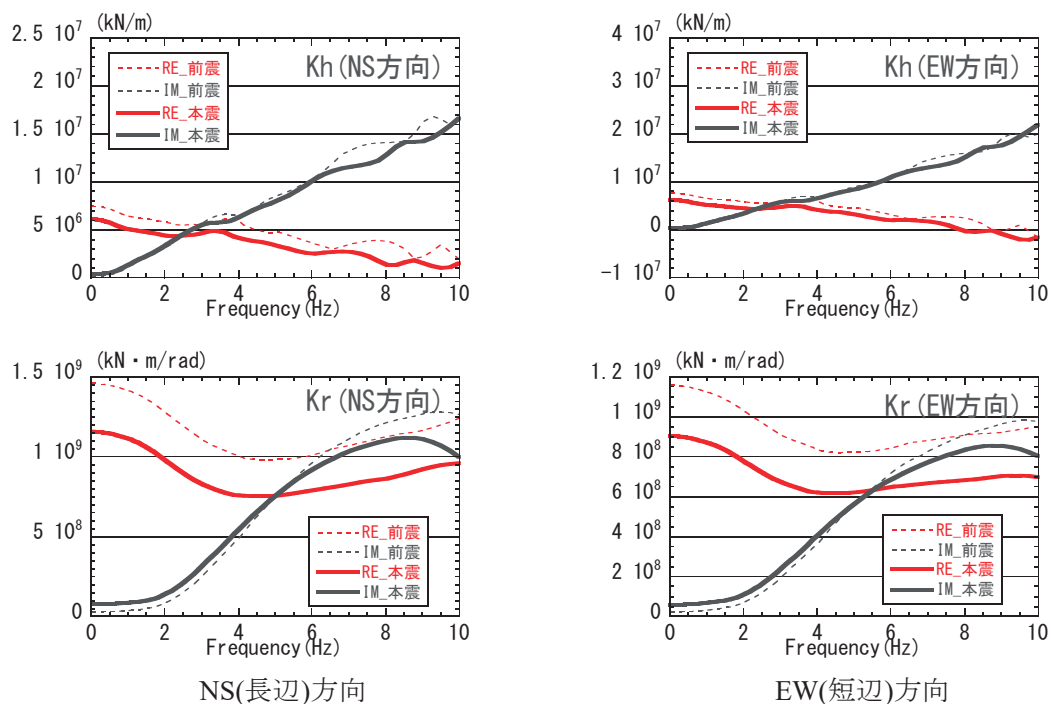 (kN/m)
2.5 10⁷
2 10⁷
1.5 10⁷
1 10⁷
5 10⁶
0
RE_前震
IM_前震
RE_本震
IM_本震
Kh(NS方向)
0 2 4 6 8 10
Frequency(Hz)
(kN/m)
4 10⁷
3 10⁷
2 10⁷
1 10⁷
0
-1 10⁷
RE_前震
IM_前震
RE_本震
IM_本震
Kh(EW方向)
0 2 4 6 8 10
Frequency(Hz)
(kN・m/rad)
1.5 10⁹
1 10⁹
5 10⁸
0
Kr(NS方向)
RE_前震
IM_前震
RE_本震
IM_本震
0 2 4 6 8 10
Frequency(Hz)
NS(長辺)方向
(kN・m/rad)
1.2 10⁹
1 10⁹
8 10⁸
6 10⁸
4 10⁸
2 10⁸
0
Kr(EW方向)
RE_前震
IM_前震
RE_本震
IM_本震
0 2 4 6 8 10
Frequency(Hz)
EW(短辺)方向